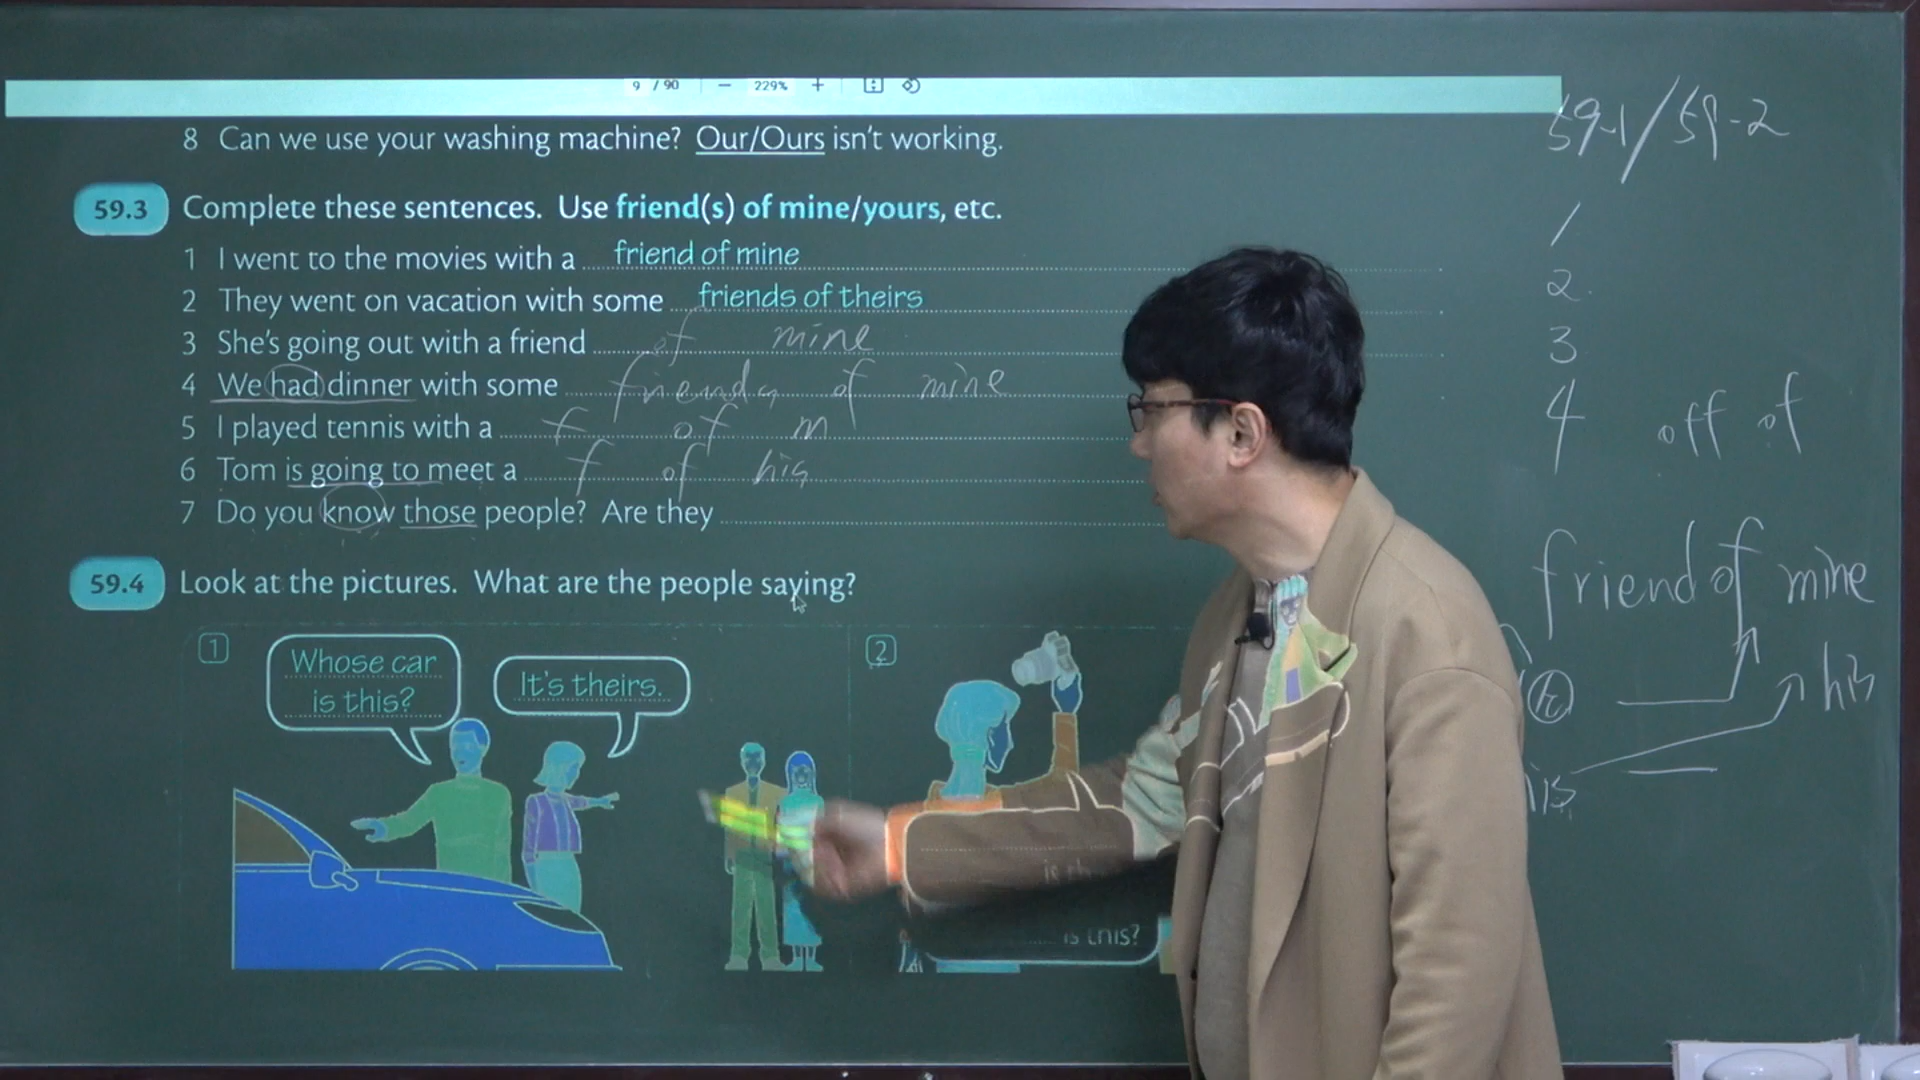 9 / 90 — 229% +
8 Can we use your washing machine? Our/Ours isn't working.
59.3 Complete these sentences. Use friend(s) of mine/yours, etc.
1 I went to the movies with a friend of mine
2 They went on vacation with some friends of theirs
3 She's going out with a friend of mine
4 We had dinner with some friends of mine
5 I played tennis with a f of m
6 Tom is going to meet a f of his
7 Do you know those people? Are they
59.4 Look at the pictures. What are the people saying?
1
Whose car
is this?
It's theirs.
2
is this?
59-1/59-2
1
2.
3
4 off of
friend of mine
his
is